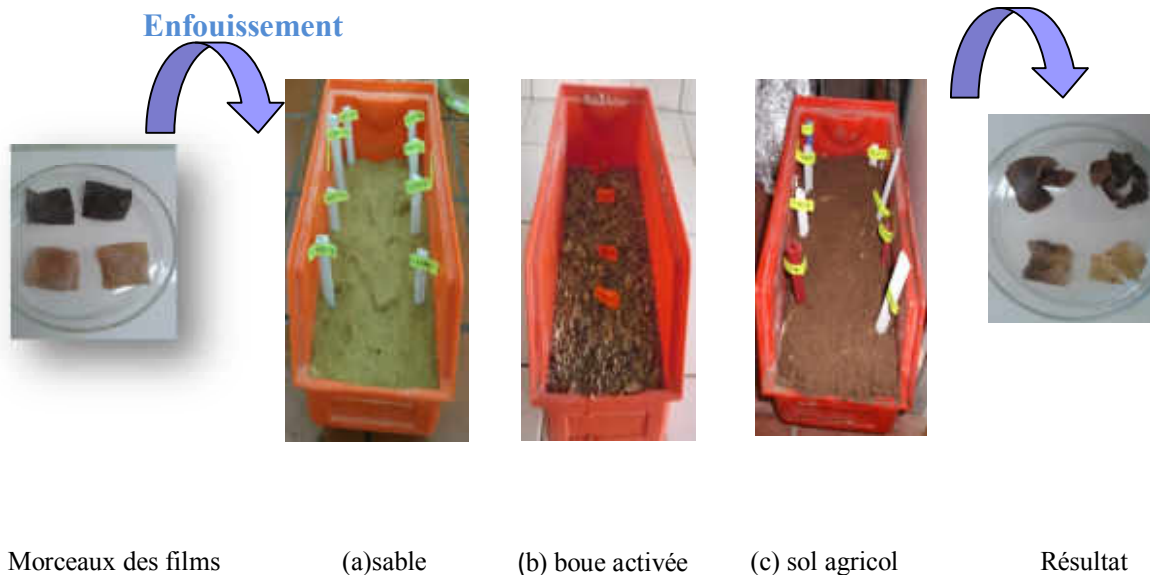 Enfouissement
Morceaux des films
(a)sable
(b) boue activée
(c) sol agricol
Résultat